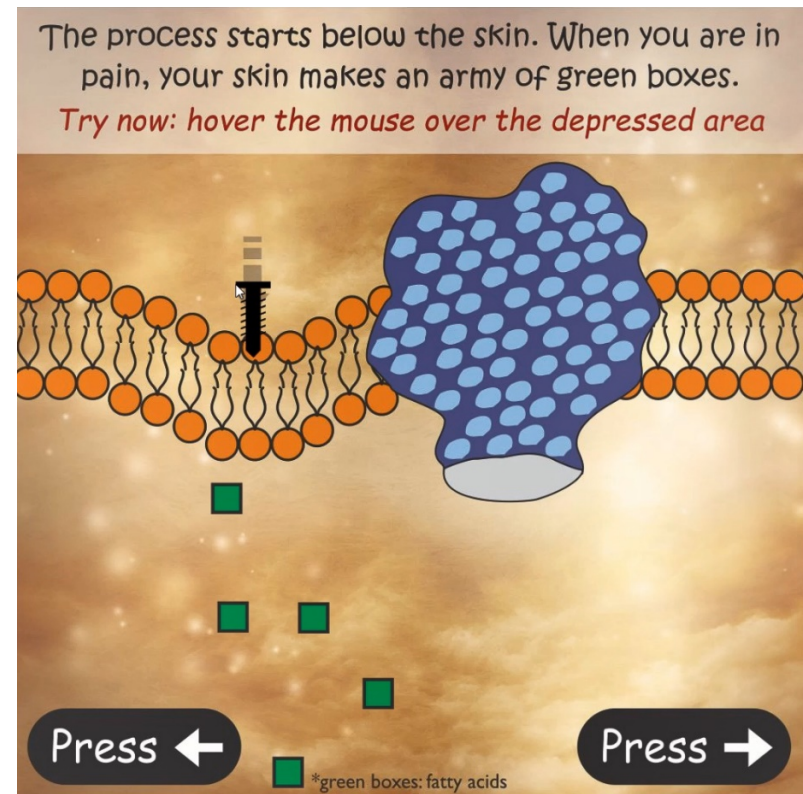 The process starts below the skin. When you are in
pain, your skin makes an army of green boxes.
Try now: hover the mouse over the depressed area
Press
Press
*green boxes: fatty acids